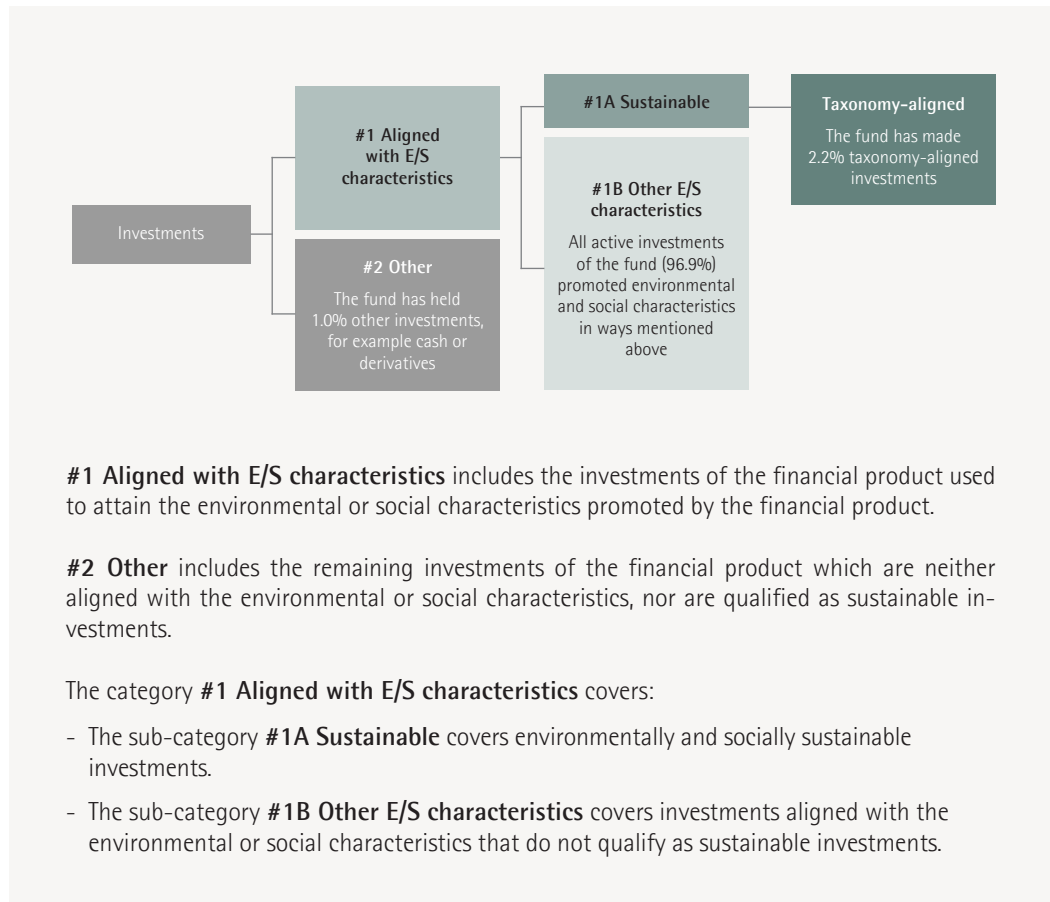 Investments
#1 Aligned
with E/S
characteristics
#2 Other
The fund has held
1.0% other investments,
for example cash or
derivatives
#1A Sustainable
#1B Other E/S
characteristics
All active investments
of the fund (96.9%)
promoted environmental
and social characteristics
in ways mentioned
above
Taxonomy-aligned
The fund has made
2.2% taxonomy-aligned
investments
#1 Aligned with E/S characteristics includes the investments of the financial product used
to attain the environmental or social characteristics promoted by the financial product.
#2 Other includes the remaining investments of the financial product which are neither
aligned with the environmental or social characteristics, nor are qualified as sustainable in-
vestments.
The category #1 Aligned with E/S characteristics covers:
- The sub-category #1A Sustainable covers environmentally and socially sustainable
investments.
- The sub-category #1B Other E/S characteristics covers investments aligned with the
environmental or social characteristics that do not qualify as sustainable investments.